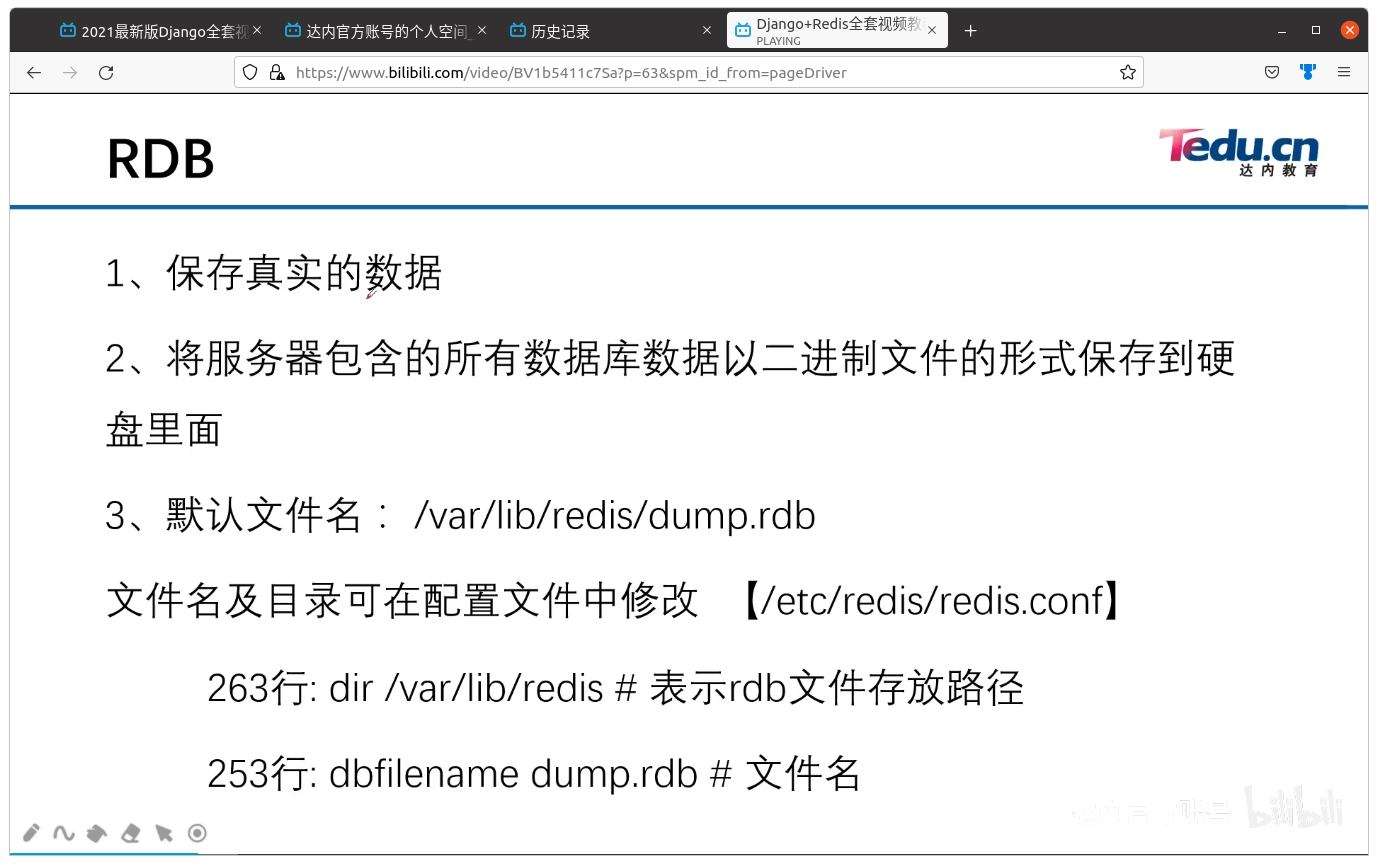 2021最新版Django全套视
达内官方账号的个人空间_
历史记录
Django+Redis全套视频教
PLAYING
https://www.bilibili.com/video/BV1b5411c7Sa?p=63&spm_id_from=pageDriver
RDB
Tedu.cn
达内教育
1、保存真实的数据
2、将服务器包含的所有数据库数据以二进制文件的形式保存到硬
盘里面
3、默认文件名： /var/lib/redis/dump.rdb
文件名及目录可在配置文件中修改 【/etc/redis/redis.conf】
263行: dir /var/lib/redis # 表示rdb文件存放路径
253行: dbfilename dump.rdb # 文件名
达内官方账号 bilibili